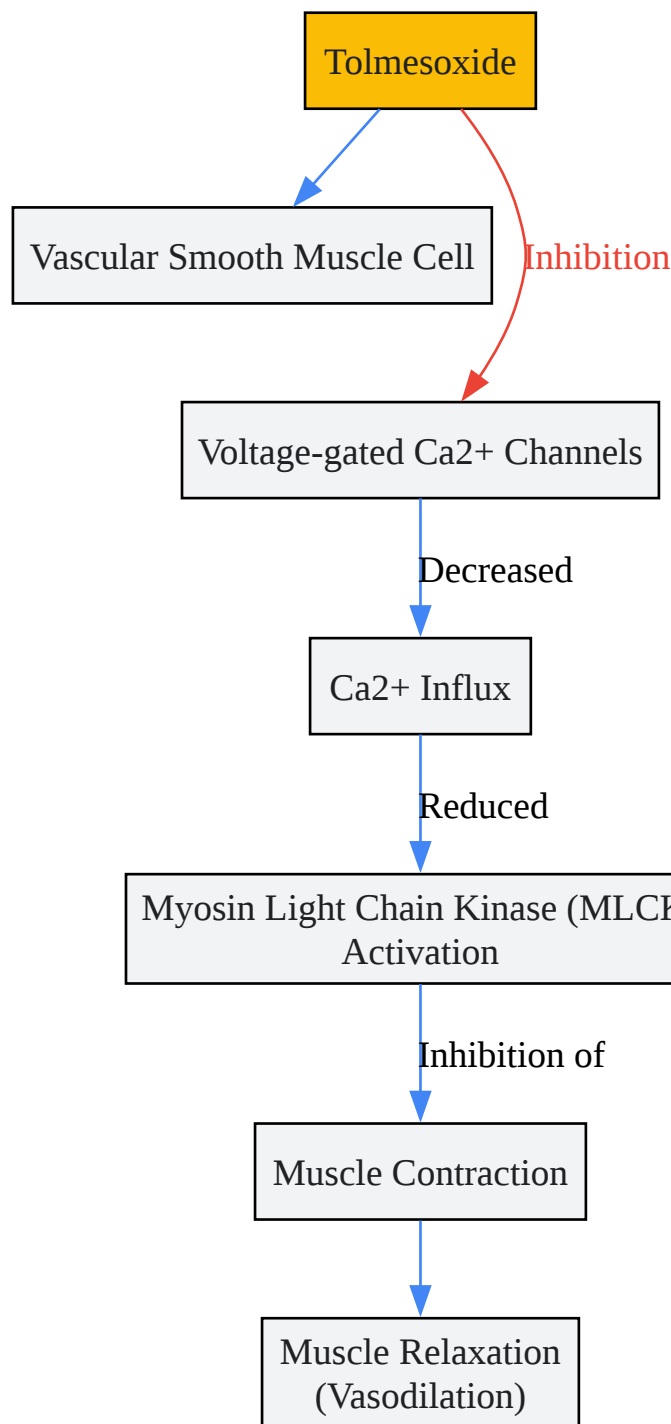 Tolmesoxide
Vascular Smooth Muscle Cell
Inhibition
Voltage-gated Ca2+ Channels
Decreased
Ca2+ Influx
Reduced
Myosin Light Chain Kinase (MLCK
Activation
Inhibition of
Muscle Contraction
Muscle Relaxation
(Vasodilation)